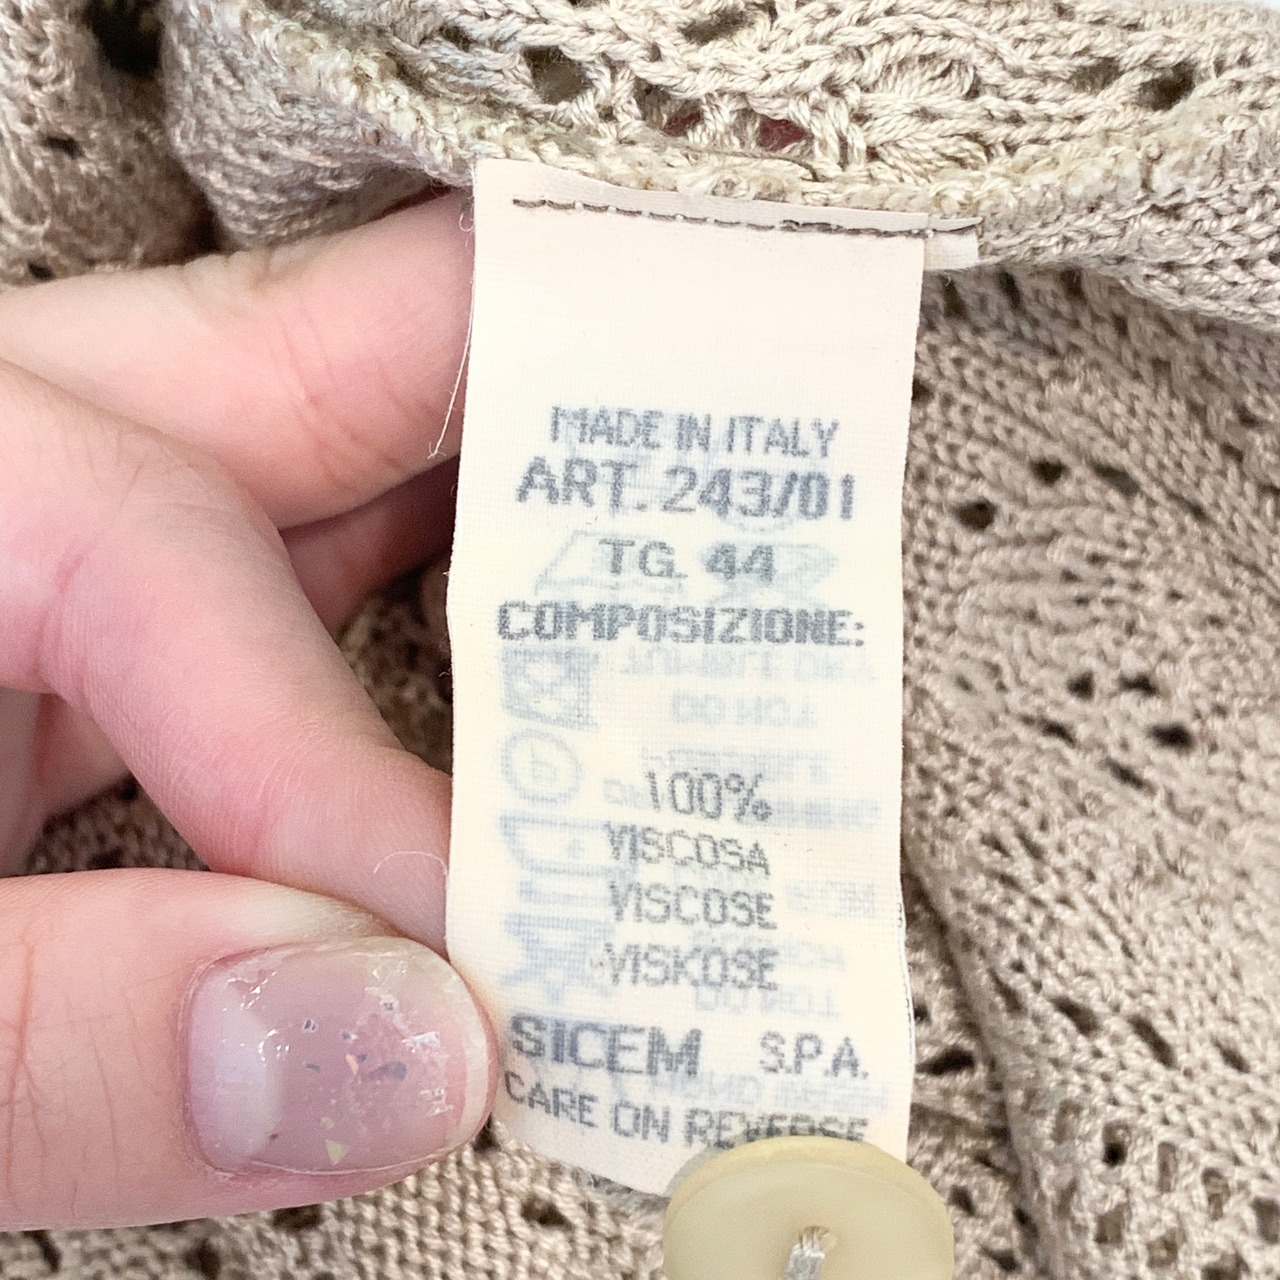 MADE IN ITALY
ART. 243/01
TG. 44
COMPOSIZIONE:
100%
VISCOSA
VISCOSE
VISKOSE
SICEM S.P.A.
CARE ON REVERSE